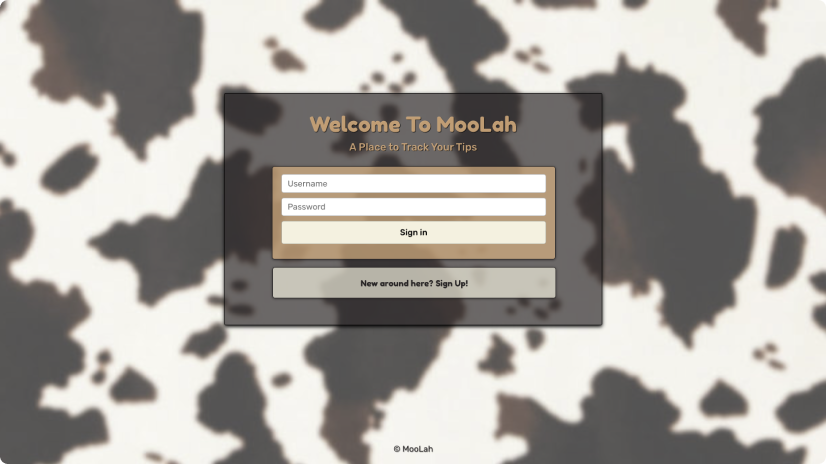 Welcome To MooLah
A Place to Track Your Tips
Username
Password
Sign in
New around here? Sign Up!
© MooLah